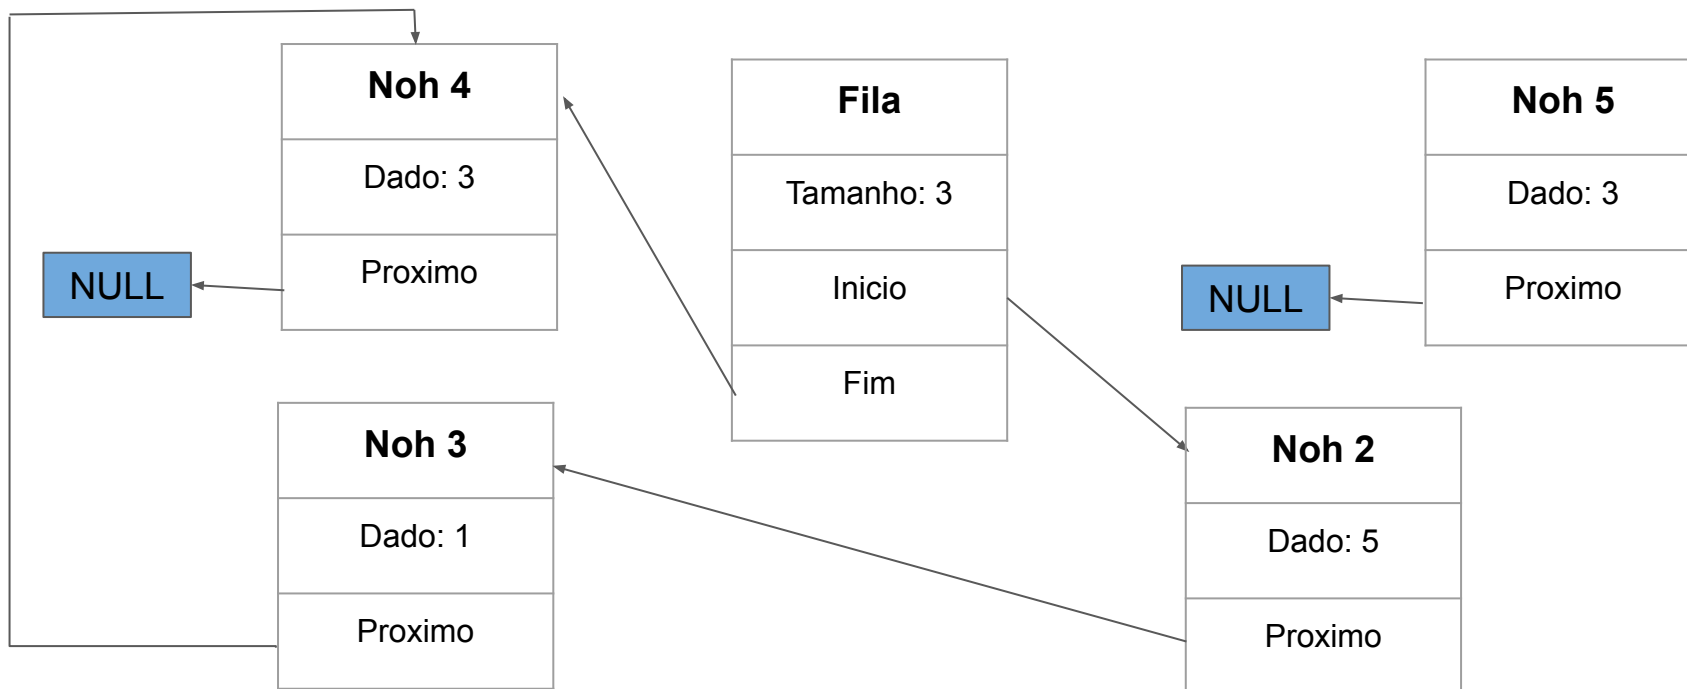 Noh 4
Dado: 3
Proximo
NULL
Fila
Tamanho: 3
Inicio
Fim
Noh 5
Dado: 3
Proximo
NULL
Noh 3
Dado: 1
Proximo
Noh 2
Dado: 5
Proximo